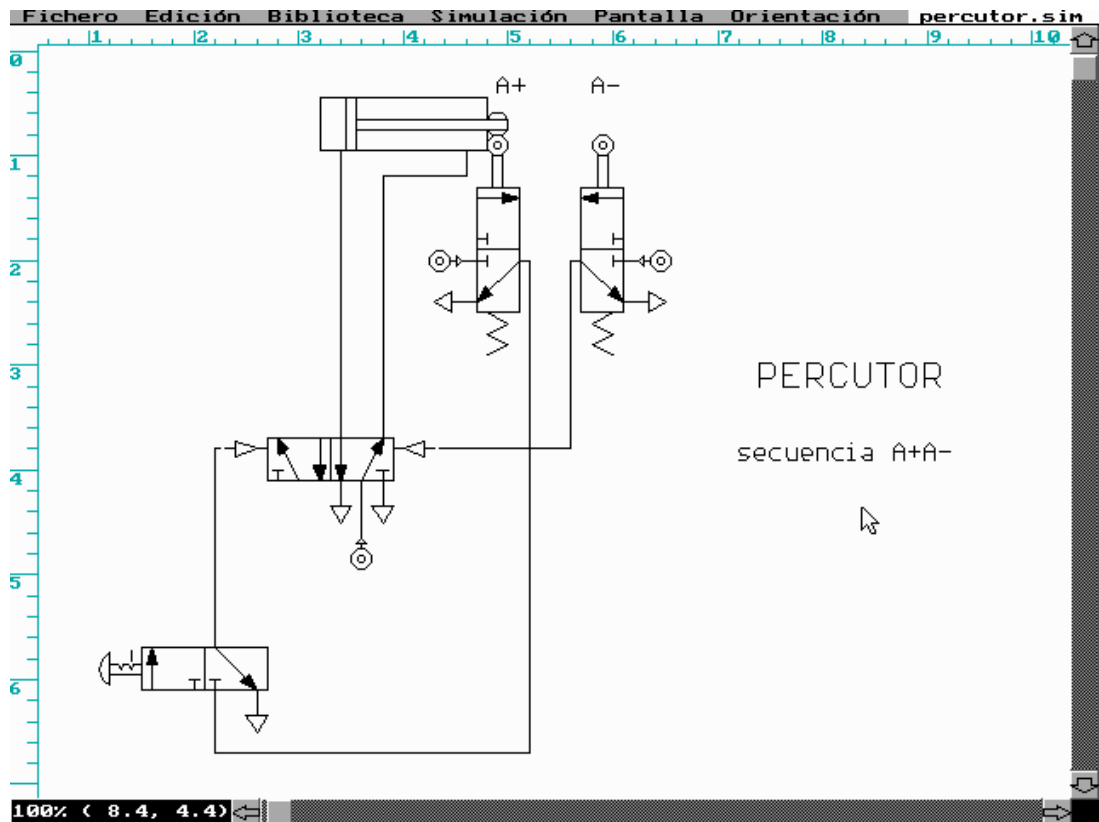 Fichero Edición Biblioteca Simulación Pantalla Orientación percutor.sim
1 2 3 4 5 6 7 8 9 10
0
A+ A-
1
2
3
PERCUTOR
secuencia A+A-
4
5
6
100% ( 8.4, 4.4)